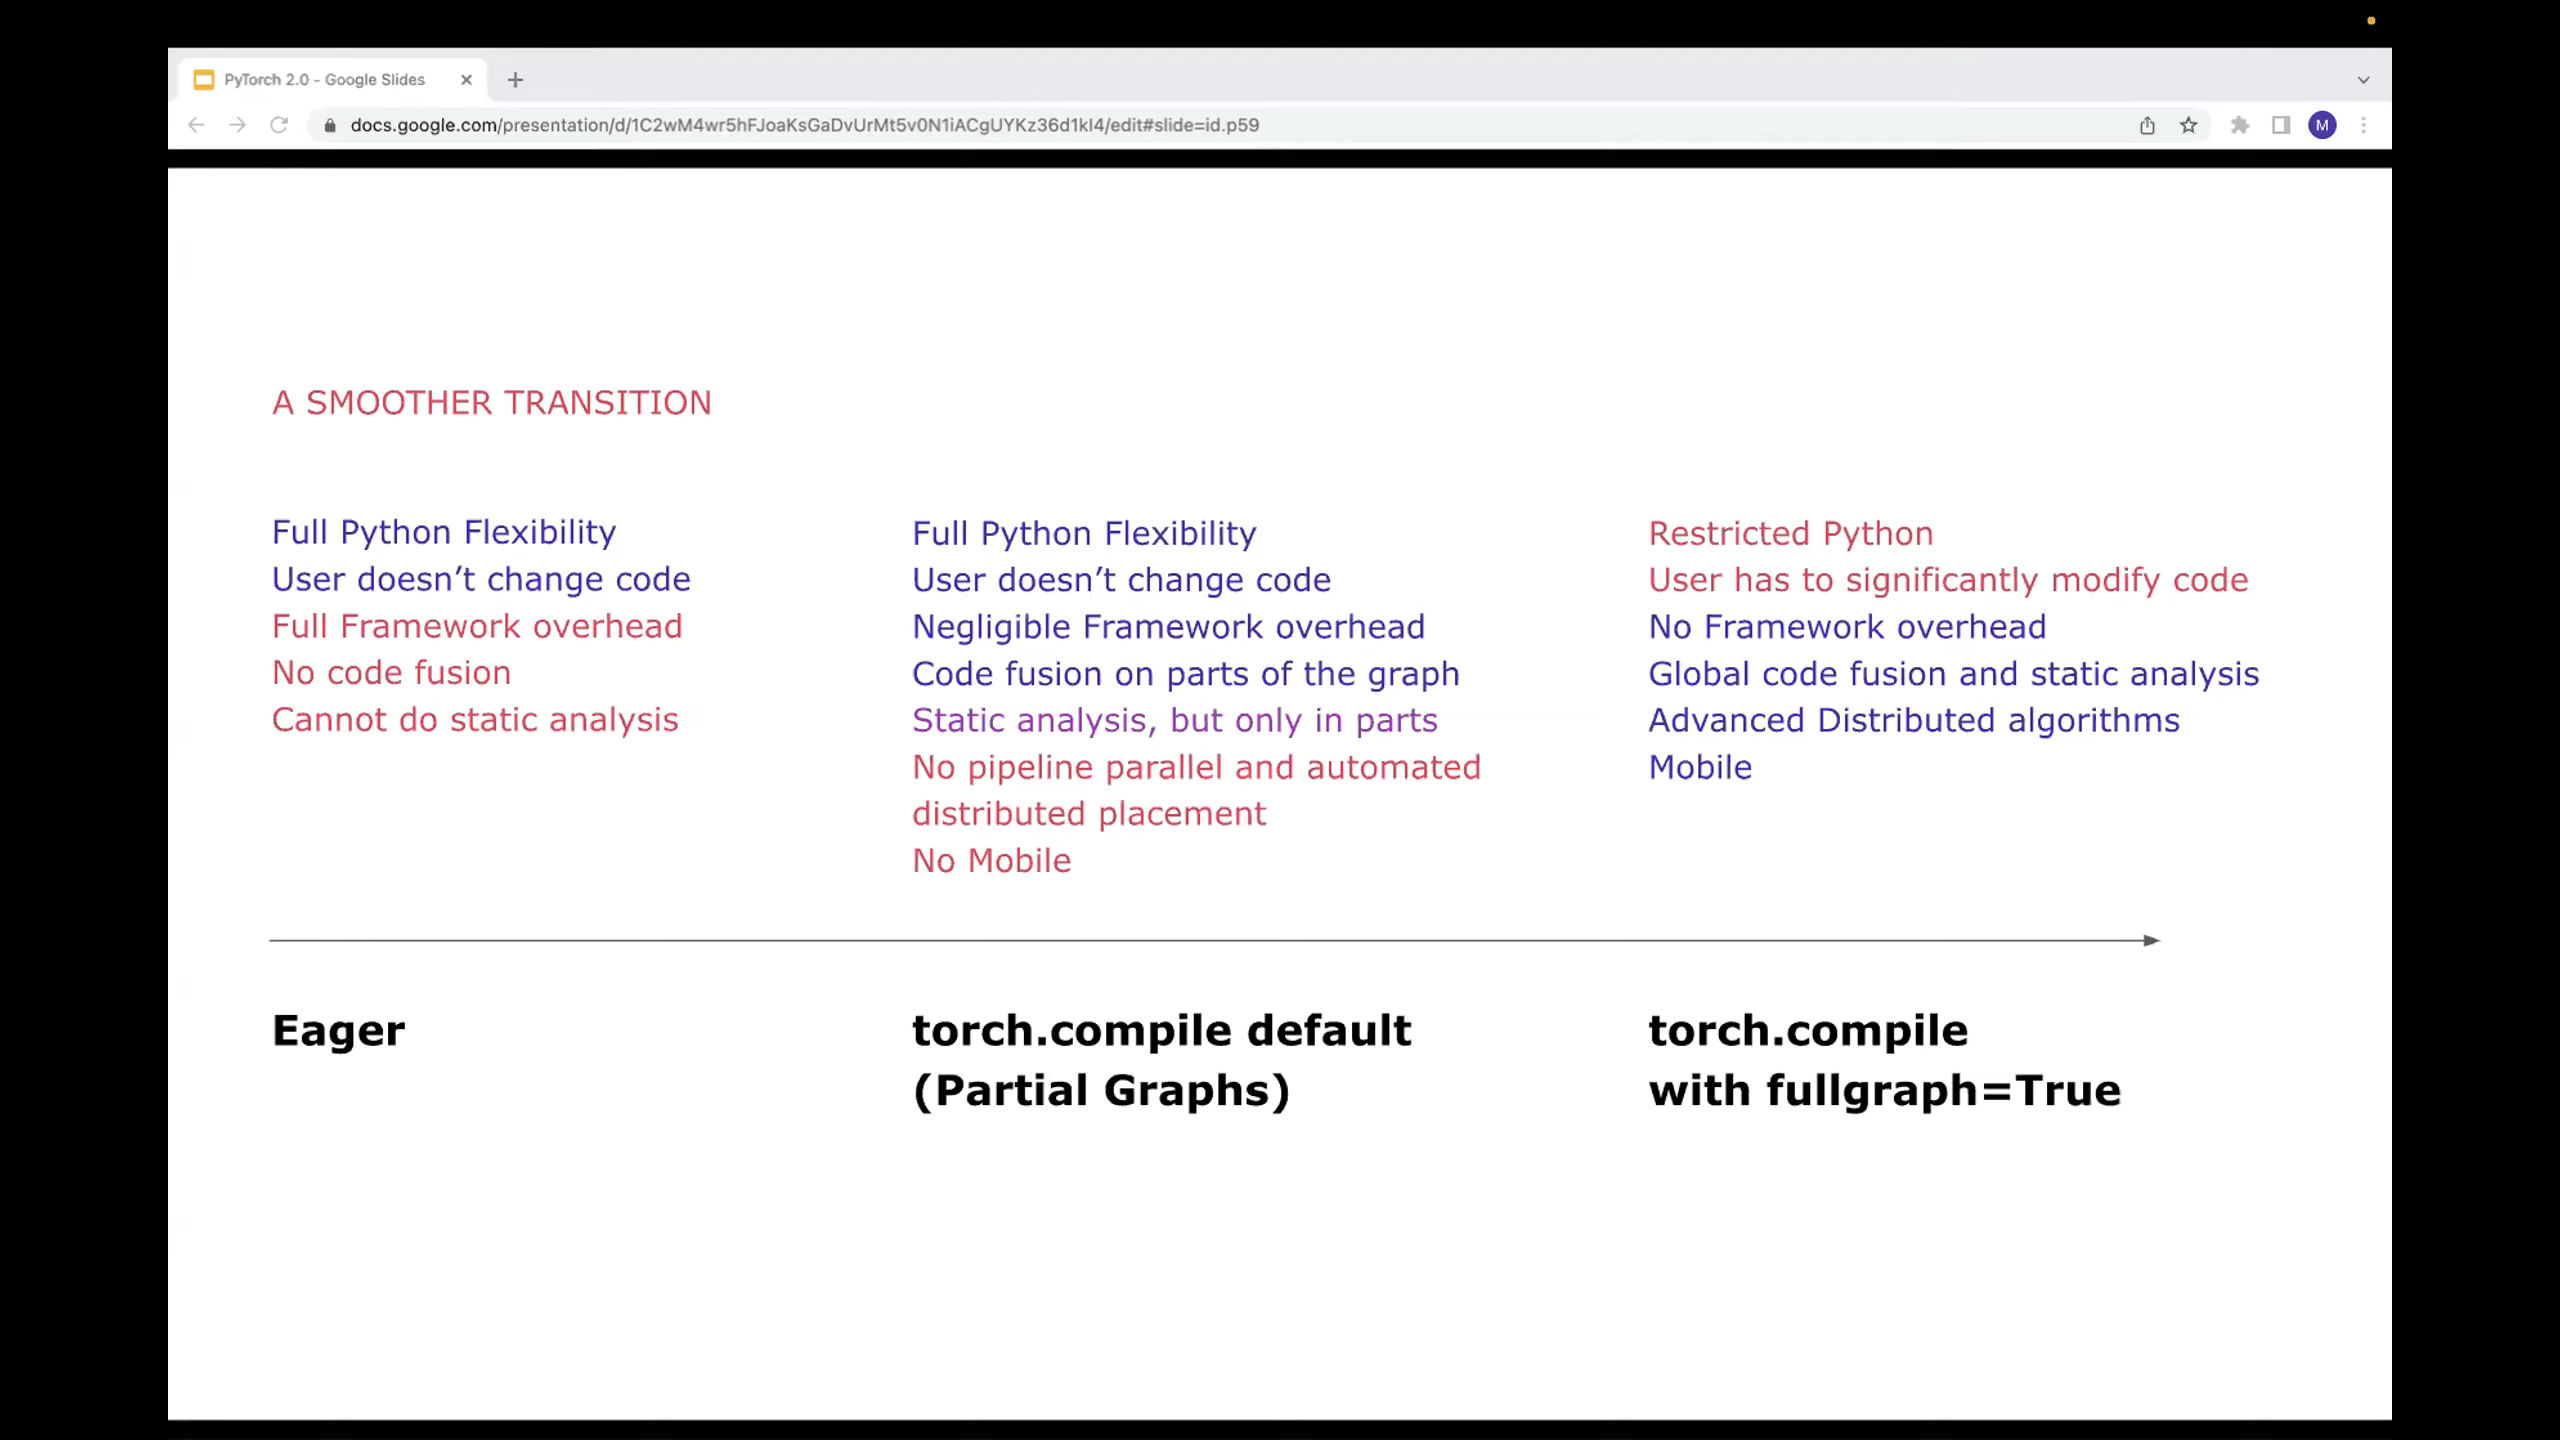 PyTorch 2.0 - Google Slides
docs.google.com/presentation/d/1C2wM4wr5hFJoaKsGaDvUrMt5v0N1iACgUYKz36d1kI4/edit#slide=id.p59
M
A SMOOTHER TRANSITION
Full Python Flexibility
User doesn’t change code
Full Framework overhead
No code fusion
Cannot do static analysis
Full Python Flexibility
User doesn’t change code
Negligible Framework overhead
Code fusion on parts of the graph
Static analysis, but only in parts
No pipeline parallel and automated
distributed placement
No Mobile
Restricted Python
User has to significantly modify code
No Framework overhead
Global code fusion and static analysis
Advanced Distributed algorithms
Mobile
Eager
torch.compile default
(Partial Graphs)
torch.compile
with fullgraph=True